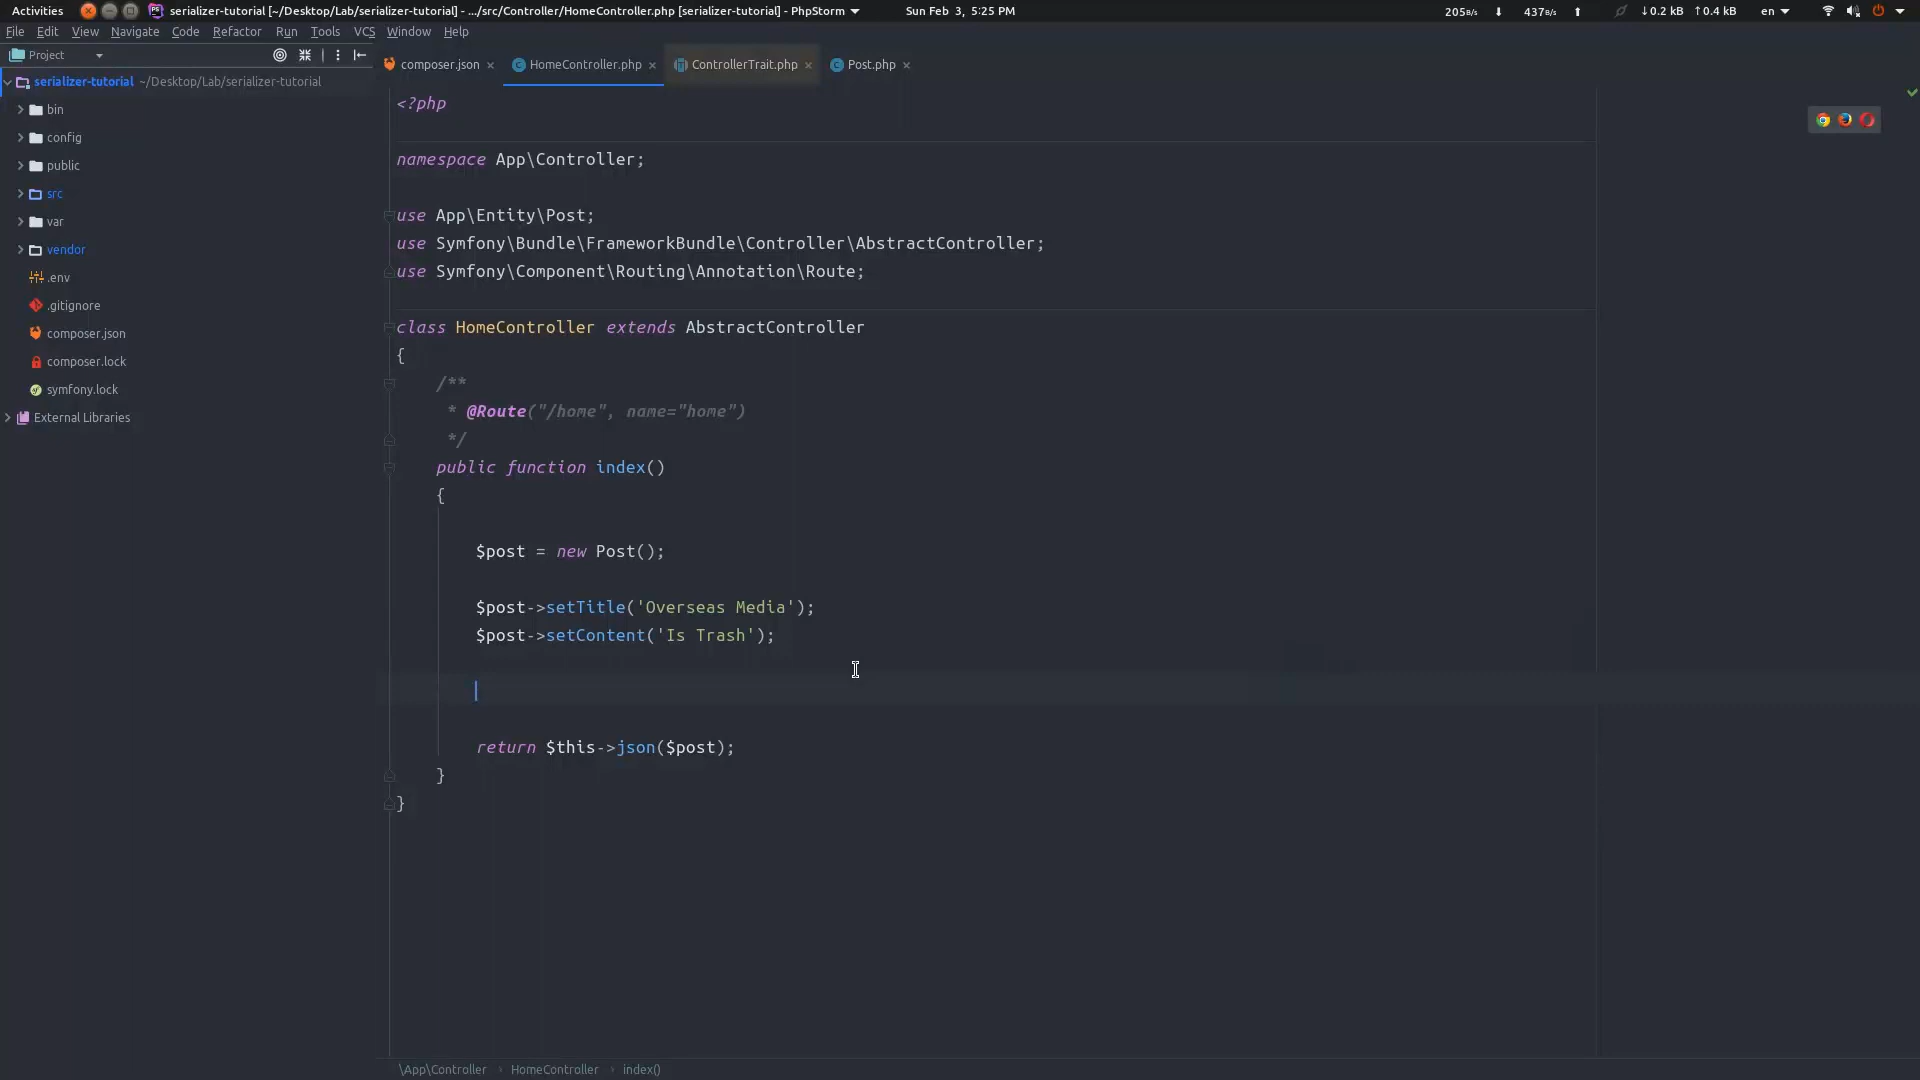 Activities serializer-tutorial [~/Desktop/Lab/serializer-tutorial] - .../src/Controller/HomeController.php [serializer-tutorial] - PhpStorm Sun Feb 3, 5:25 PM 205B/s 437B/s ↓0.2 kB ↑0.4 kB en
File Edit View Navigate Code Refactor Run Tools VCS Window Help
Project
composer.json HomeController.php ControllerTrait.php Post.php
serializer-tutorial ~/Desktop/Lab/serializer-tutorial
bin
config
public
src
var
vendor
.env
.gitignore
composer.json
composer.lock
symfony.lock
External Libraries
<?php
namespace App\Controller;
use App\Entity\Post;
use Symfony\Bundle\FrameworkBundle\Controller\AbstractController;
use Symfony\Component\Routing\Annotation\Route;
class HomeController extends AbstractController
{
/**
* @Route("/home", name="home")
*/
public function index()
{
$post = new Post();
$post->setTitle('Overseas Media');
$post->setContent('Is Trash');
return $this->json($post);
}
}
\App\Controller › HomeController › index()